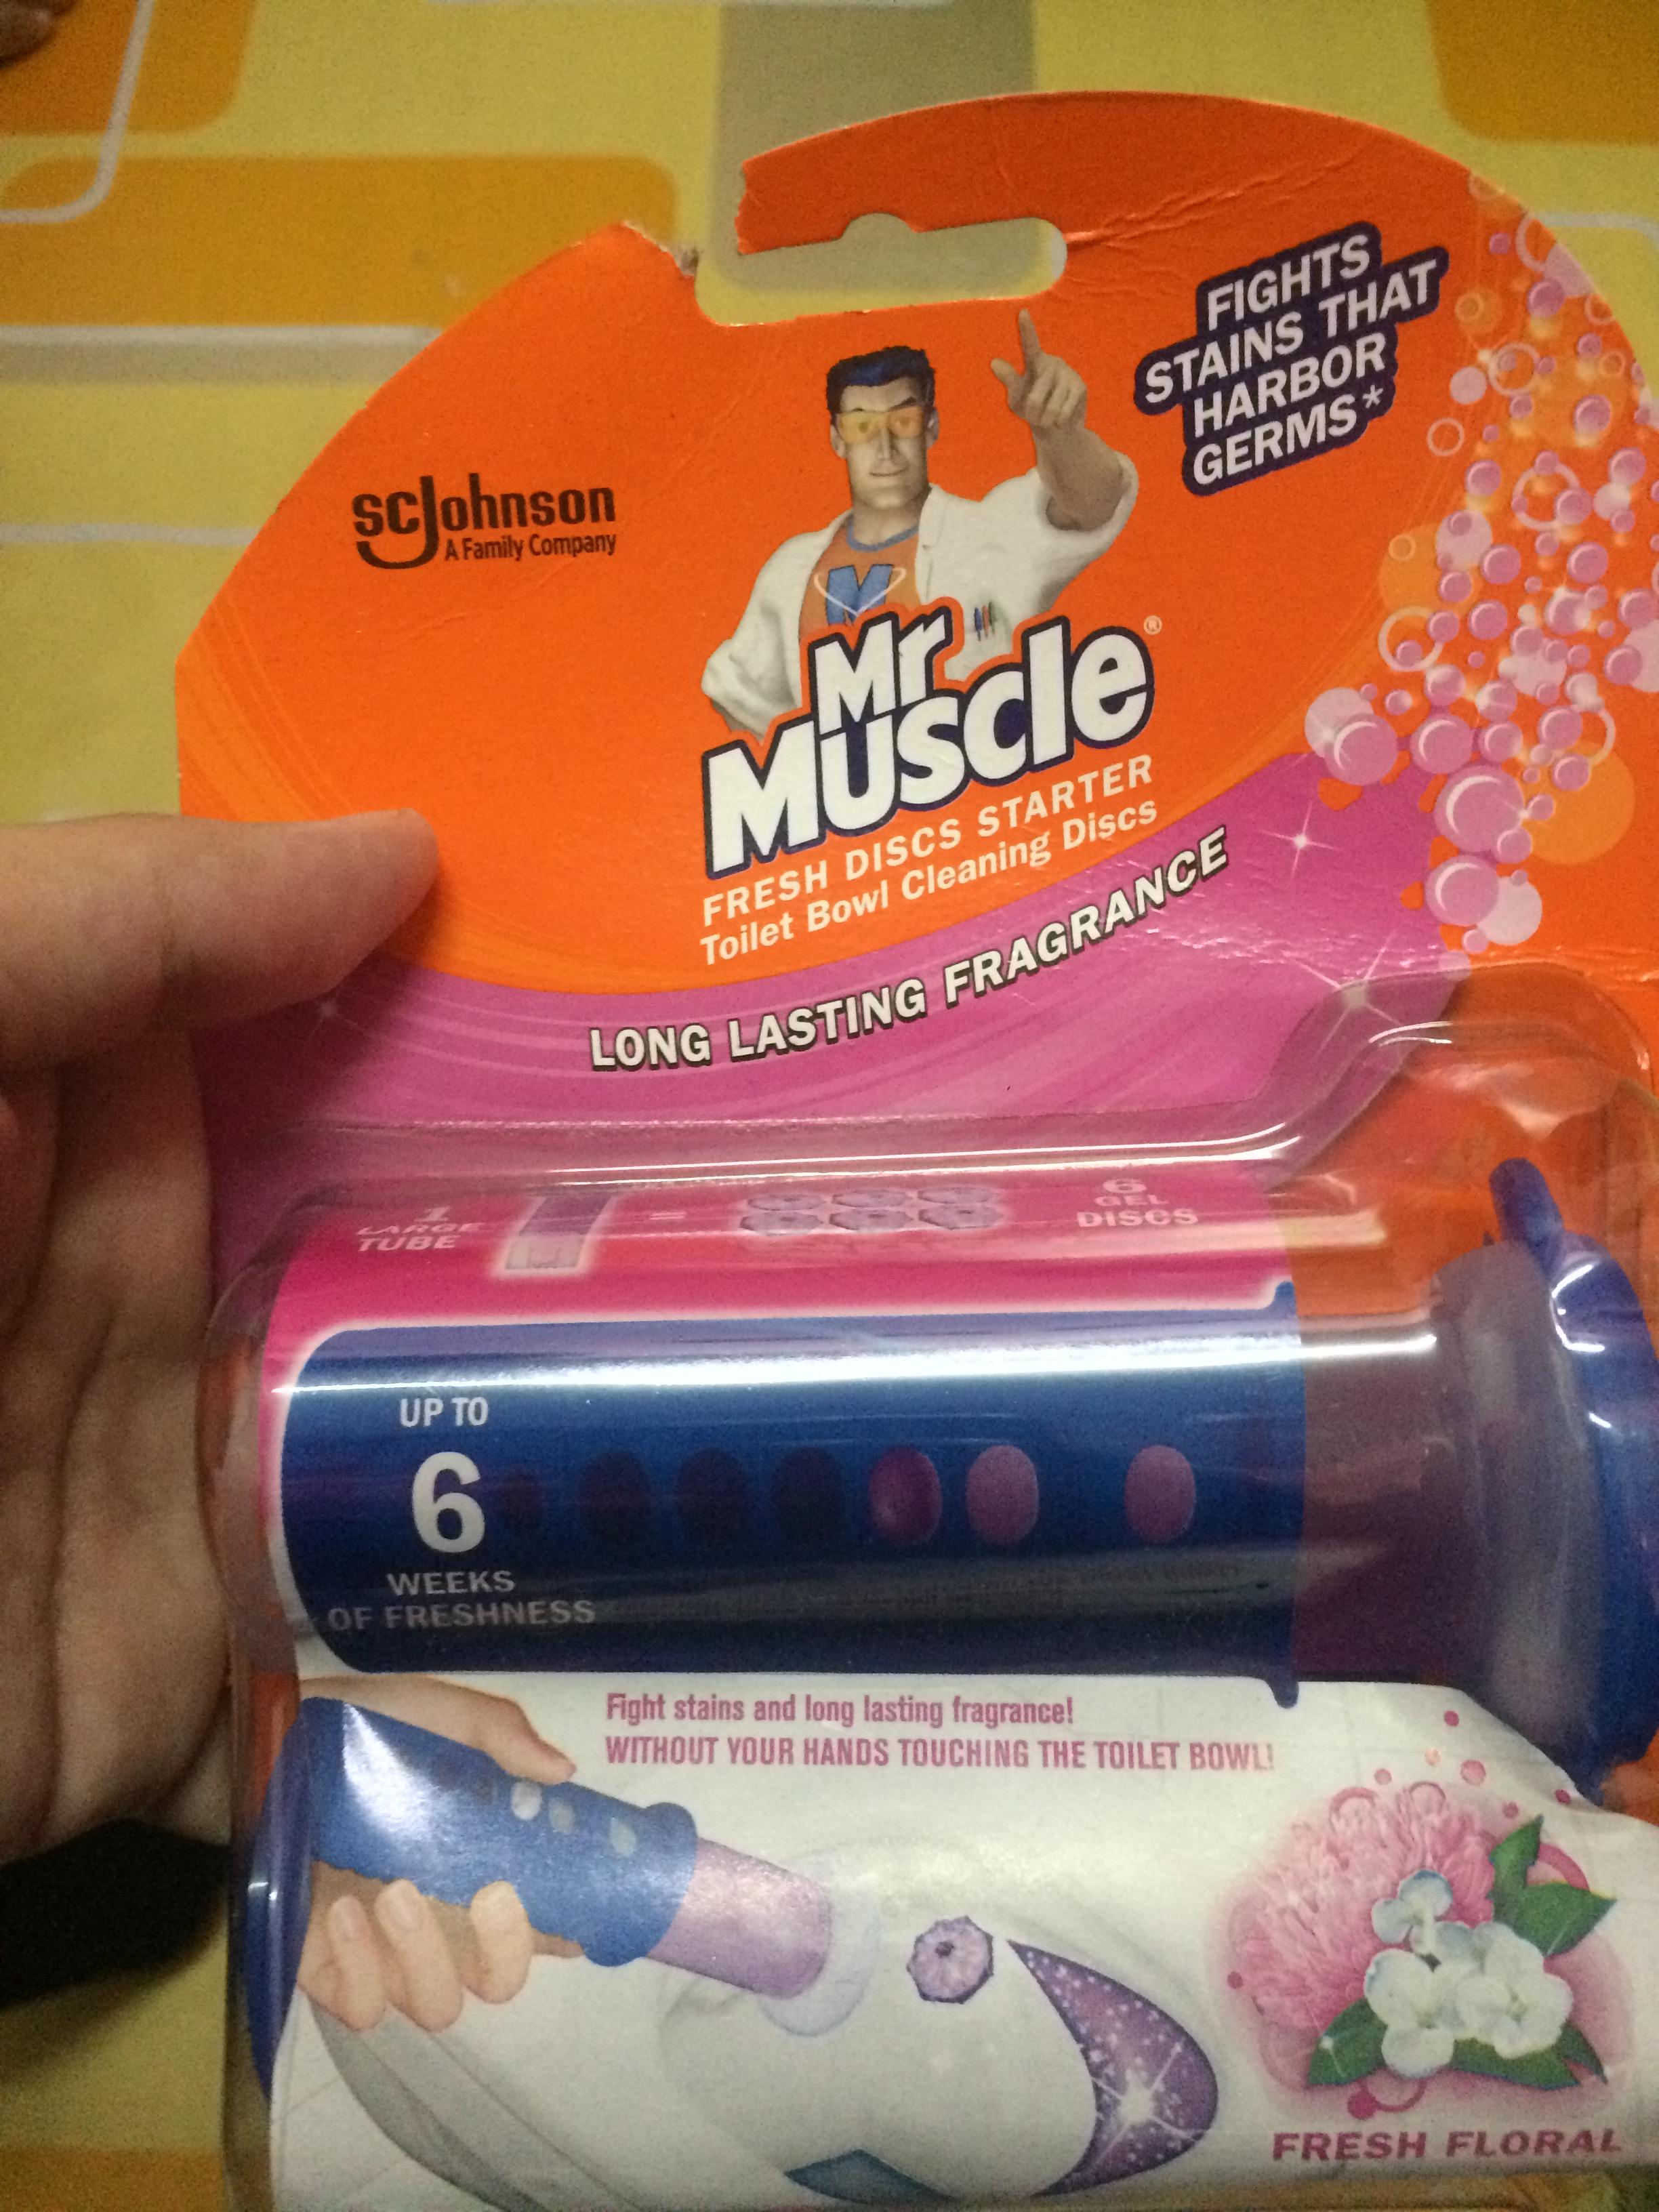 FIGHTS
STAINS THAT
HARBOR
GERMS*
scJohnson
A Family Company
M
Mr
Muscle®
FRESH DISCS STARTER
Toilet Bowl Cleaning Discs
LONG LASTING FRAGRANCE
1
LARGE
TUBE
=
6
GEL
DISCS
UP TO
6
WEEKS
OF FRESHNESS
Fight stains and long lasting fragrance!
WITHOUT YOUR HANDS TOUCHING THE TOILET BOWL!
FRESH FLORAL